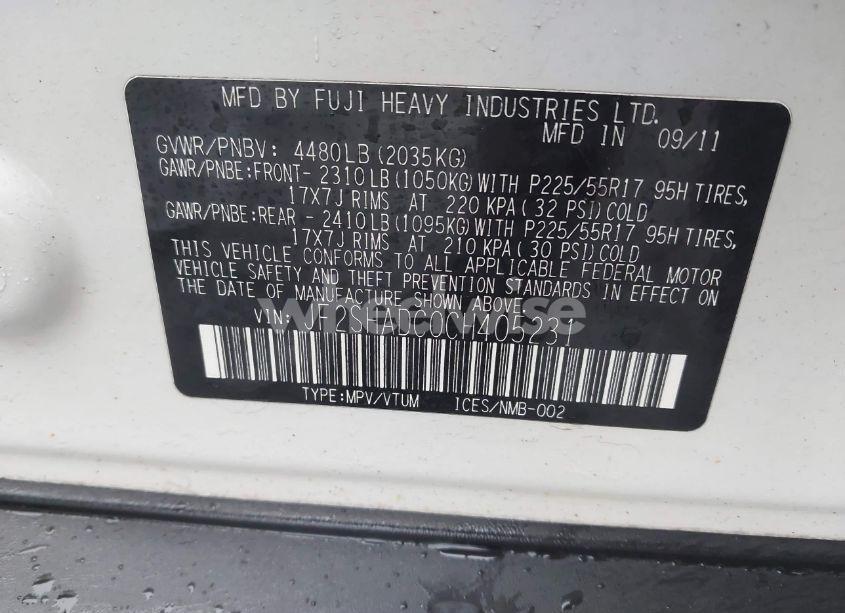 MFD BY FUJI HEAVY INDUSTRIES LTD.
MFD IN 09/11
GVWR/PNBV: 4480LB(2035KG)
GAWR/PNBE:FRONT- 2310LB(1050KG)WITH P225/55R17 95H TIRES,
17X7J RIMS AT 220 KPA(32 PSI)COLD
GAWR/PNBE:REAR - 2410LB(1095KG)WITH P225/55R17 95H TIRES,
17X7J RIMS AT 210 KPA(30 PSI)COLD
THIS VEHICLE CONFORMS TO ALL APPLICABLE FEDERAL MOTOR
VEHICLE SAFETY AND THEFT PREVENTION STANDARDS IN EFFECT ON
THE DATE OF MANUFACTURE SHOWN ABOVE.
VIN:
TYPE:MPV/VTUM ICES/NMB-002